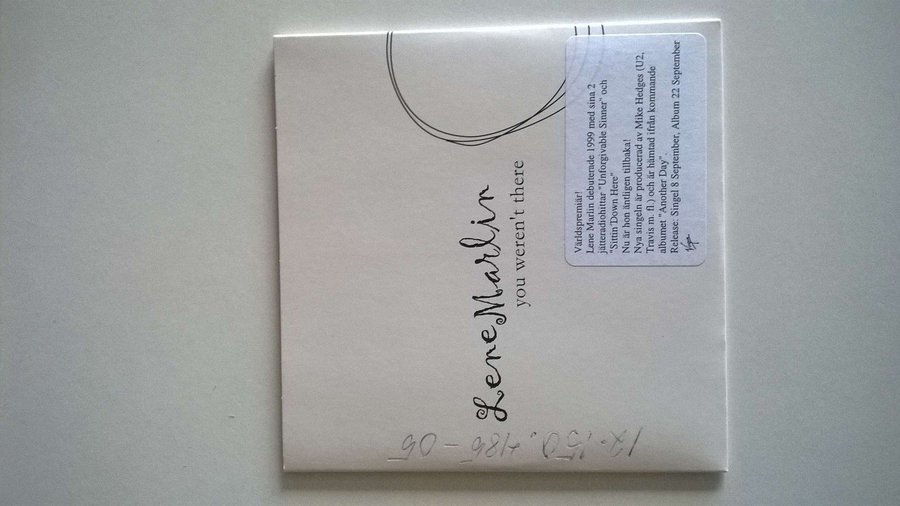 Lene Marlin
you weren't there
Världspremiär!
Lene Marlin debuterade 1999 med sina 2
jätteradiohittar "Unforgivable Sinner" och
"Sittin´Down Here"
Nu är hon äntligen tillbaka!
Nya singeln är producerad av Mike Hedges (U2,
Travis m. fl.) och är hämtad ifrån kommande
albumet "Another Day".
Release: Singel 8 September, Album 22 September